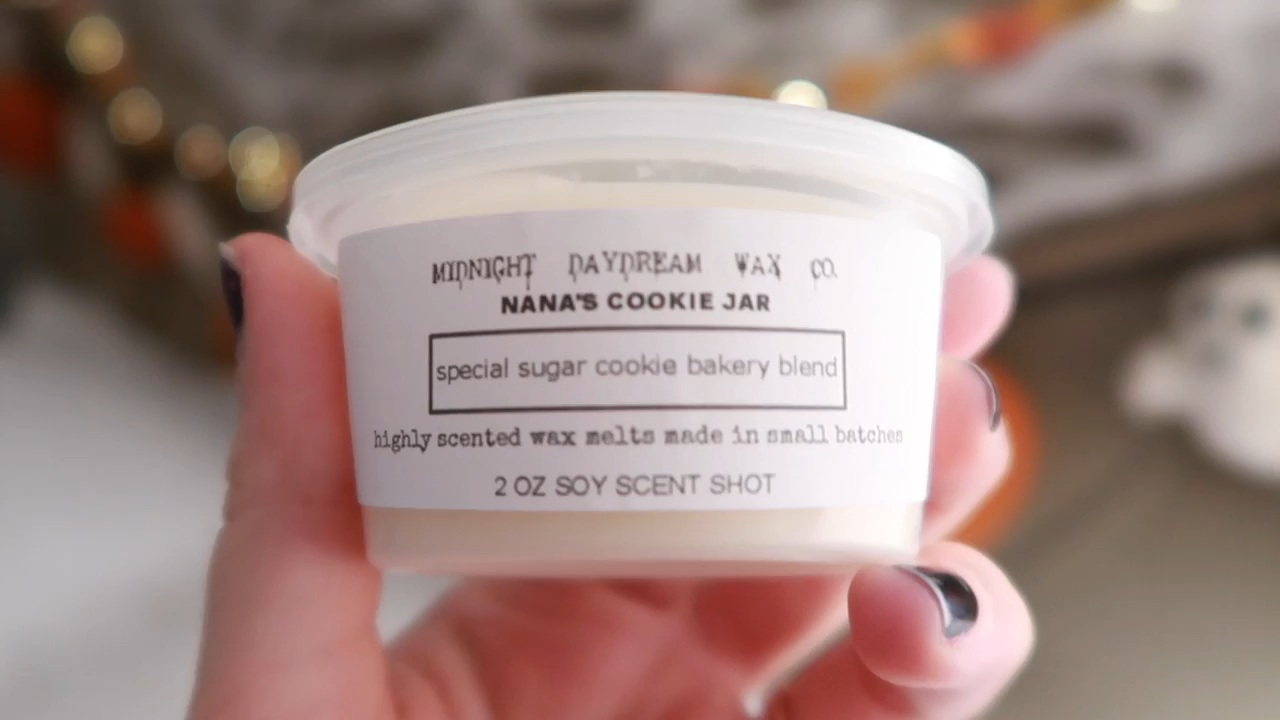 MIDNIGHT DAYDREAM WAX CO.
NANA'S COOKIE JAR
special sugar cookie bakery blend
highly scented wax melts made in small batches
2 OZ SOY SCENT SHOT